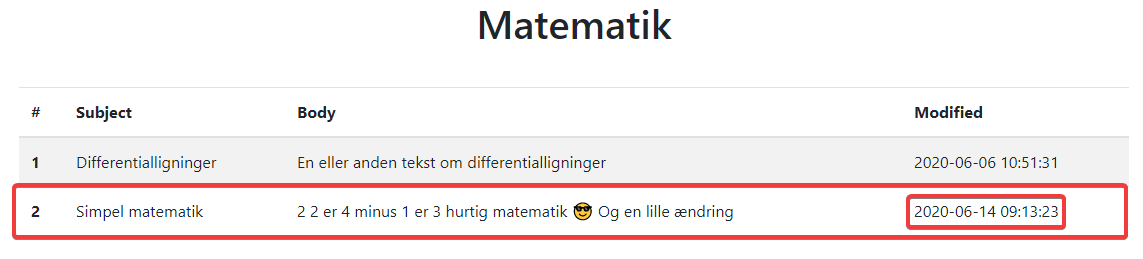 Matematik
# Subject Body Modified
1 Differentialligninger En eller anden tekst om differentialligninger 2020-06-06 10:51:31
2 Simpel matematik 2 2 er 4 minus 1 er 3 hurtig matematik 😎 Og en lille ændring 2020-06-14 09:13:23